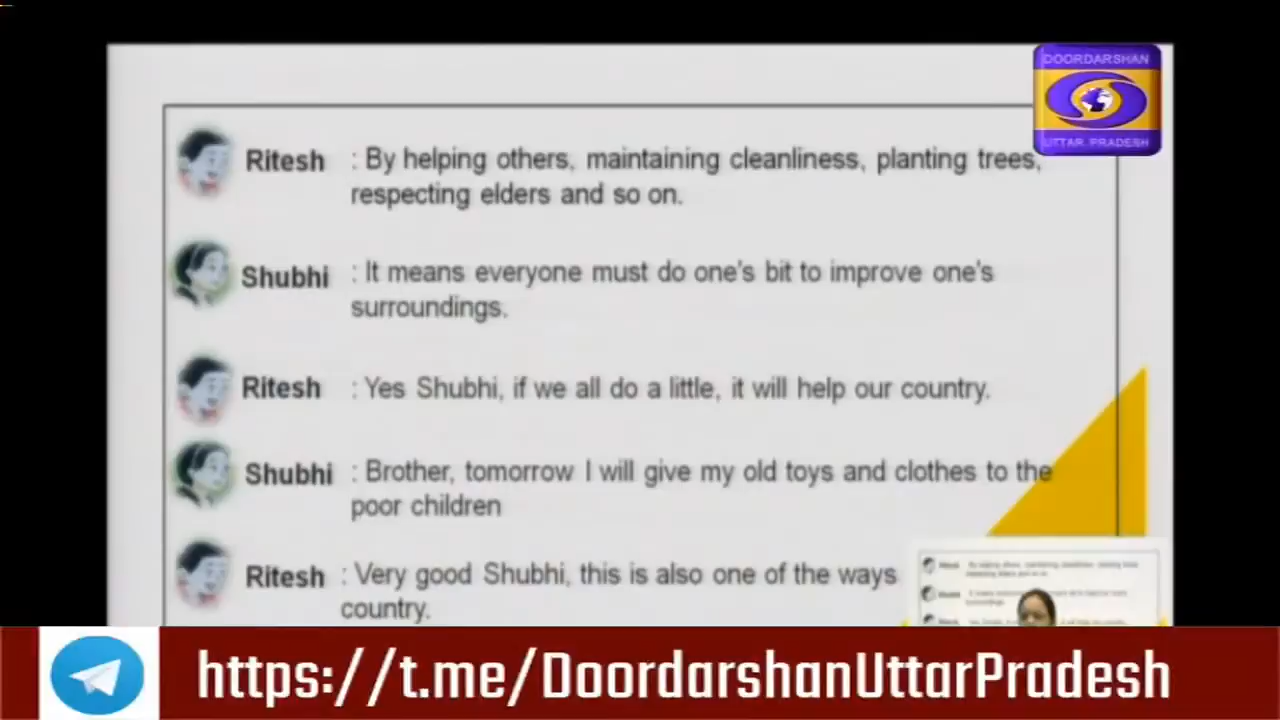 DOORDARSHAN
UTTAR PRADESH
Ritesh : By helping others, maintaining cleanliness, planting trees,
respecting elders and so on.
Shubhi : It means everyone must do one's bit to improve one's
surroundings.
Ritesh : Yes Shubhi, if we all do a little, it will help our country.
Shubhi : Brother, tomorrow I will give my old toys and clothes to the
poor children
Ritesh : Very good Shubhi, this is also one of the ways
country.
https://t.me/DoordarshanUttarPradesh